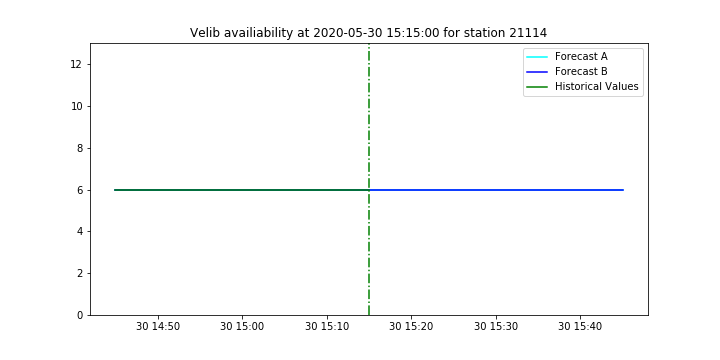 Velib availiability at 2020-05-30 15:15:00 for station 21114
Forecast A
Forecast B
Historical Values
12
10
8
6
4
2
0
30 14:50 30 15:00 30 15:10 30 15:20 30 15:30 30 15:40